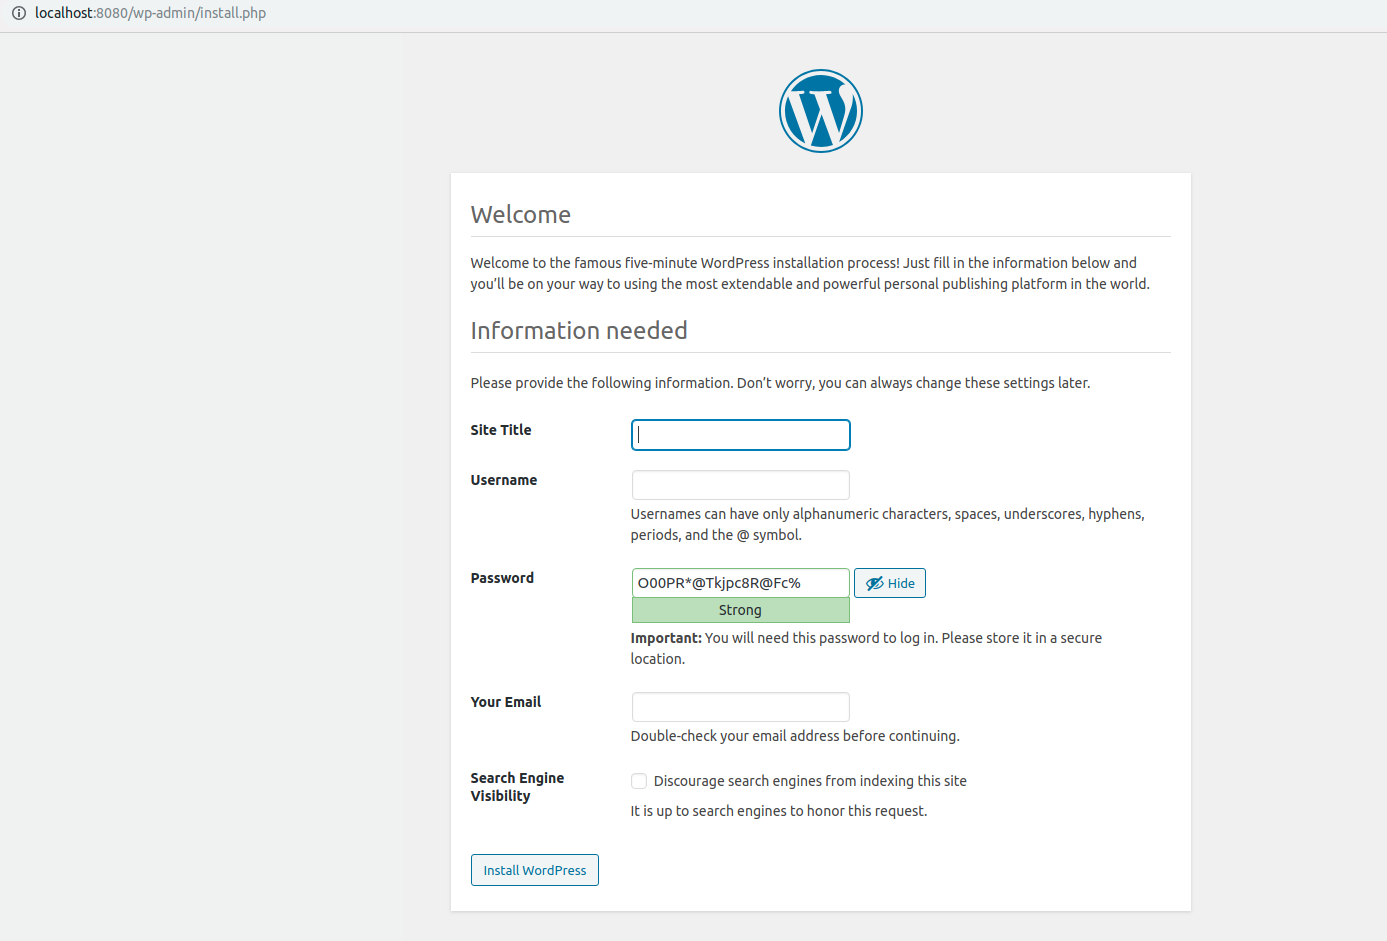 localhost:8080/wp-admin/install.php
Welcome
Welcome to the famous five-minute WordPress installation process! Just fill in the information below and
you’ll be on your way to using the most extendable and powerful personal publishing platform in the world.
Information needed
Please provide the following information. Don’t worry, you can always change these settings later.
Site Title
Username
Usernames can have only alphanumeric characters, spaces, underscores, hyphens,
periods, and the @ symbol.
Password
O00PR*@Tkjpc8R@Fc%
Hide
Strong
Important: You will need this password to log in. Please store it in a secure
location.
Your Email
Double-check your email address before continuing.
Search Engine
Visibility
Discourage search engines from indexing this site
It is up to search engines to honor this request.
Install WordPress